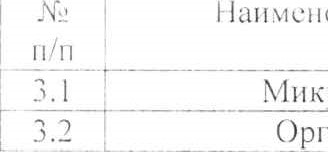 № Наимено
п/п
3.1 Мик
3.2 Орг